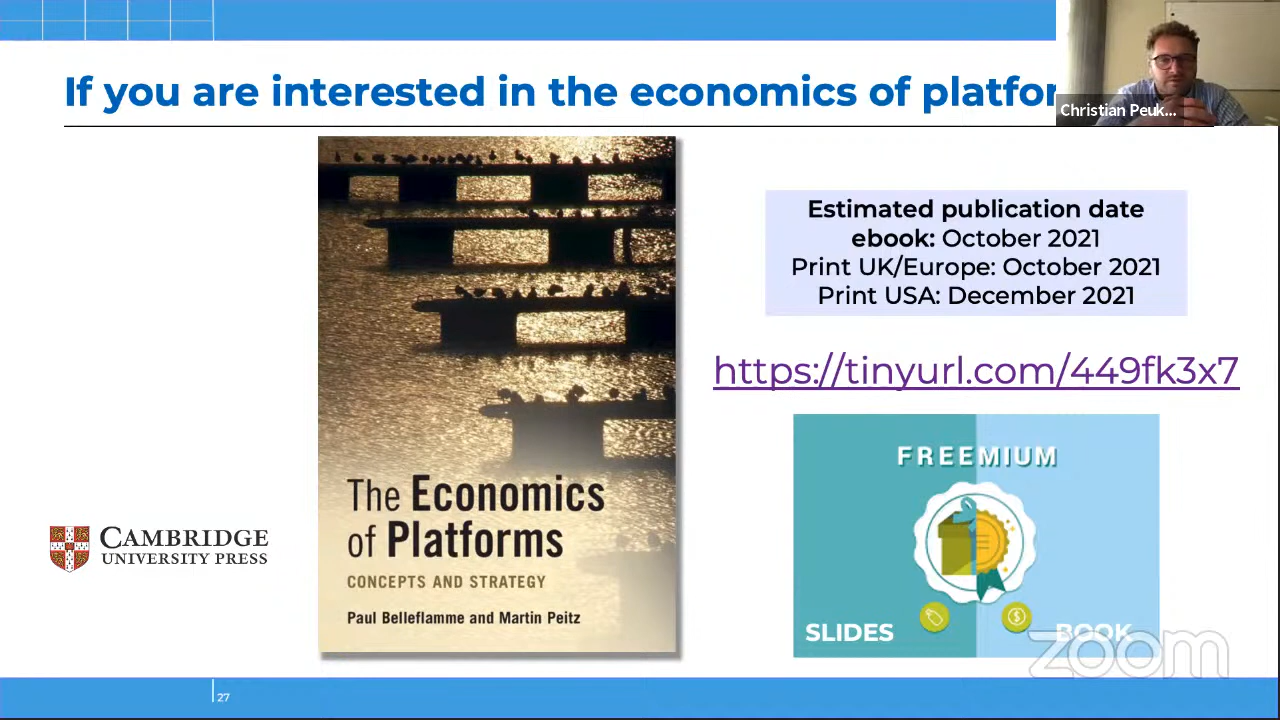 If you are interested in the economics of platfor
Christian Peuk...
Estimated publication date
ebook: October 2021
Print UK/Europe: October 2021
Print USA: December 2021
https://tinyurl.com/449fk3x7
The Economics
of Platforms
CONCEPTS AND STRATEGY
Paul Belleflamme and Martin Peitz
CAMBRIDGE
UNIVERSITY PRESS
FREEMIUM
SLIDES
BOOK
zoom
27